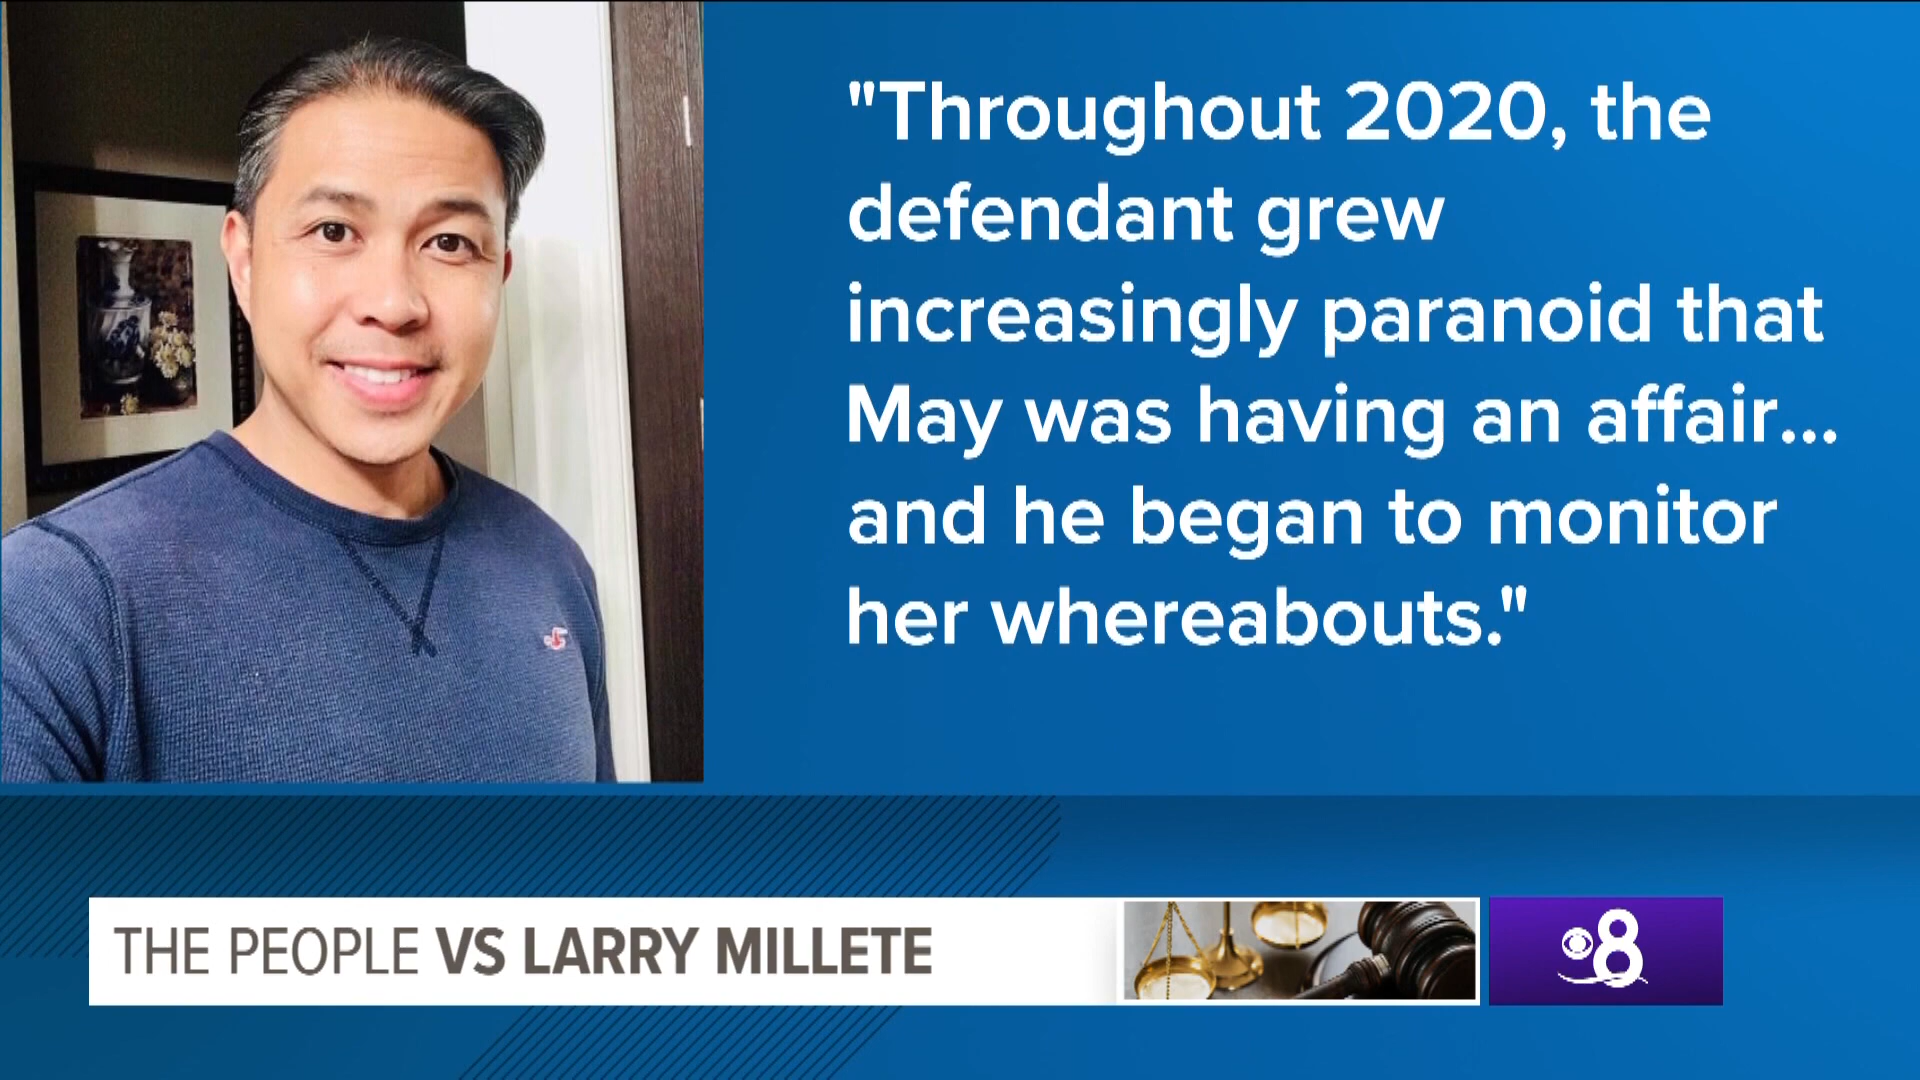 "Throughout 2020, the
defendant grew
increasingly paranoid that
May was having an affair...
and he began to monitor
her whereabouts."
THE PEOPLE VS LARRY MILLETE
8